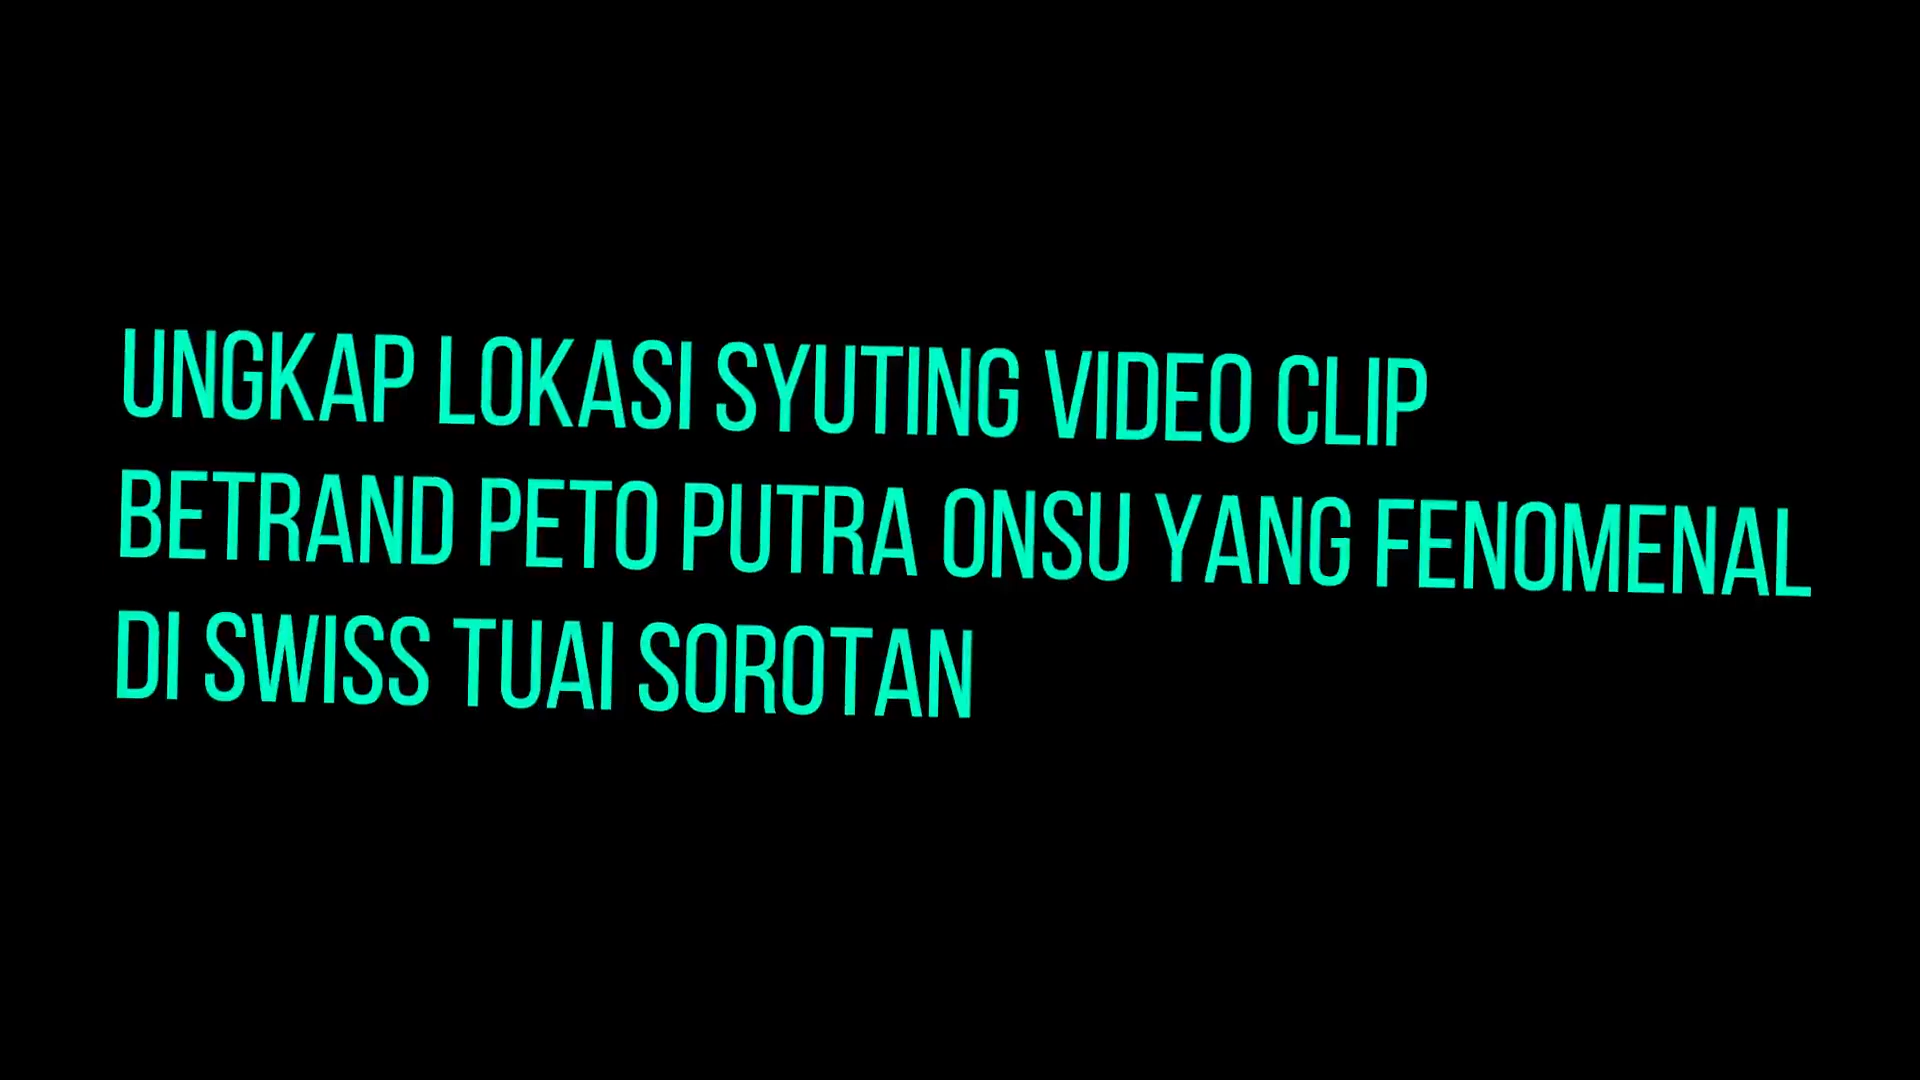 UNGKAP LOKASI SYUTING VIDEO CLIP
BETRAND PETO PUTRA ONSU YANG FENOMENAL
DI SWISS TUAI SOROTAN